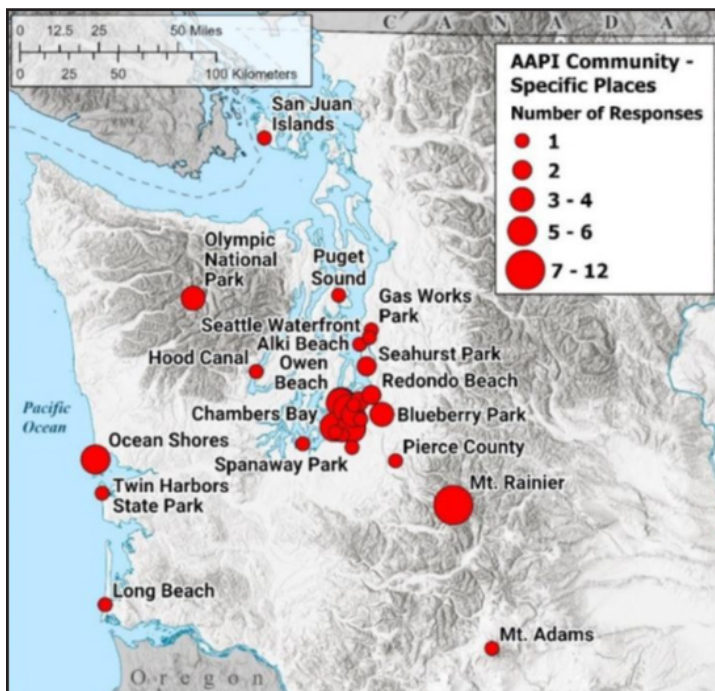 C A N A D A
0 12.5 25 50 Miles
0 25 50 100 Kilometers
AAPI Community -
Specific Places
Number of Responses
1
2
3 - 4
5 - 6
7 - 12
San Juan
Islands
Olympic
National
Park
Puget
Sound
Gas Works
Park
Seattle Waterfront
Alki Beach
Hood Canal
Seahurst Park
Owen
Beach
Redondo Beach
Chambers Bay
Blueberry Park
Pacific
Ocean
Ocean Shores
Spanaway Park
Pierce County
Mt. Rainier
Twin Harbors
State Park
Long Beach
Mt. Adams
Oregon